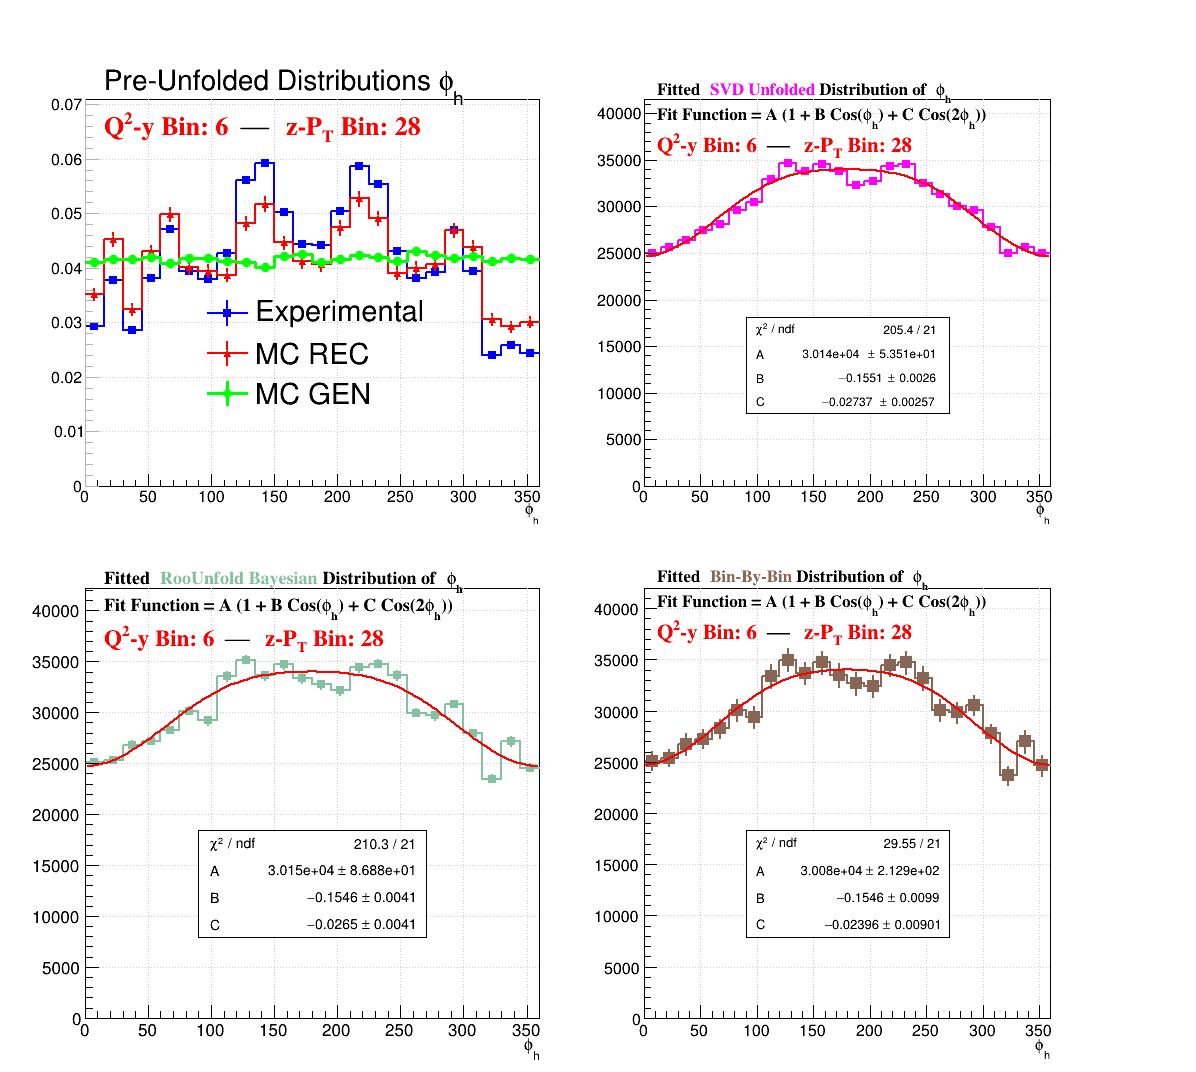 Pre-Unfolded Distributions ϕh
Q²-y Bin: 6 — z-PT Bin: 28
0.07
0.06
0.05
0.04
0.03
0.02
0.01
0
Experimental
MC REC
MC GEN
0 50 100 150 200 250 300 350
ϕh
Fitted SVD Unfolded Distribution of ϕh
Fit Function = A (1 + B Cos(ϕh) + C Cos(2ϕh))
Q²-y Bin: 6 — z-PT Bin: 28
40000
35000
30000
25000
20000
15000
10000
5000
0
χ² / ndf 205.4 / 21
A 3.014e+04 ± 5.351e+01
B −0.1551 ± 0.0026
C −0.02737 ± 0.00257
0 50 100 150 200 250 300 350
ϕh
Fitted RooUnfold Bayesian Distribution of ϕh
Fit Function = A (1 + B Cos(ϕh) + C Cos(2ϕh))
Q²-y Bin: 6 — z-PT Bin: 28
40000
35000
30000
25000
20000
15000
10000
5000
0
χ² / ndf 210.3 / 21
A 3.015e+04 ± 8.688e+01
B −0.1546 ± 0.0041
C −0.0265 ± 0.0041
0 50 100 150 200 250 300 350
ϕh
Fitted Bin-By-Bin Distribution of ϕh
Fit Function = A (1 + B Cos(ϕh) + C Cos(2ϕh))
Q²-y Bin: 6 — z-PT Bin: 28
40000
35000
30000
25000
20000
15000
10000
5000
0
χ² / ndf 29.55 / 21
A 3.008e+04 ± 2.129e+02
B −0.1546 ± 0.0099
C −0.02396 ± 0.00901
0 50 100 150 200 250 300 350
ϕh